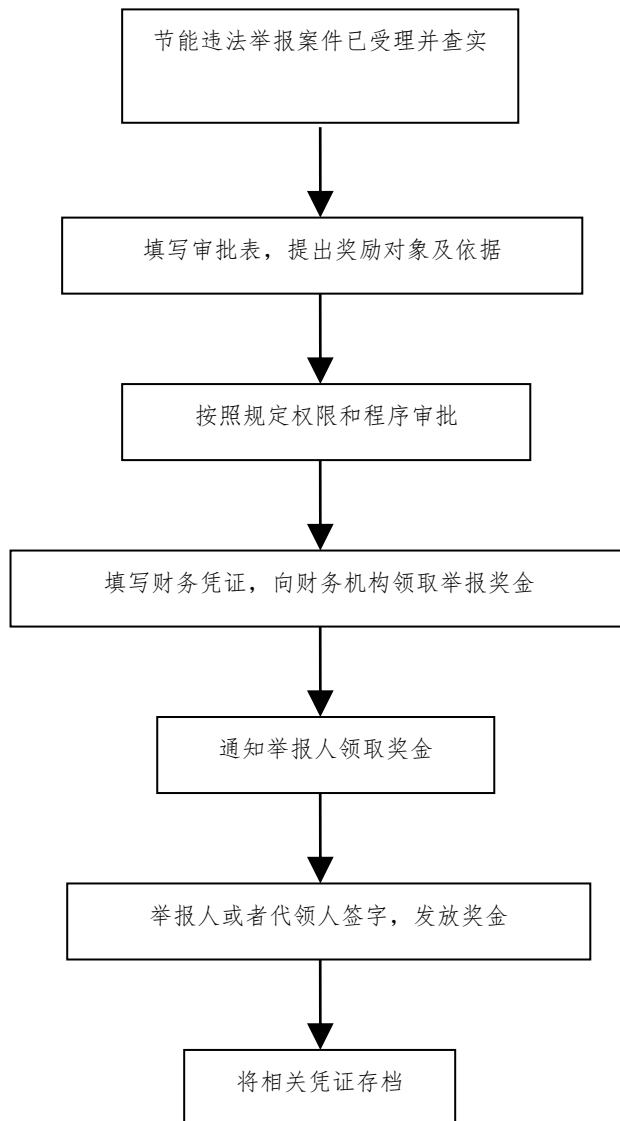 节能违法举报案件已受理并查实
填写审批表，提出奖励对象及依据
按照规定权限和程序审批
填写财务凭证，向财务机构领取举报奖金
通知举报人领取奖金
举报人或者代领人签字，发放奖金
将相关凭证存档